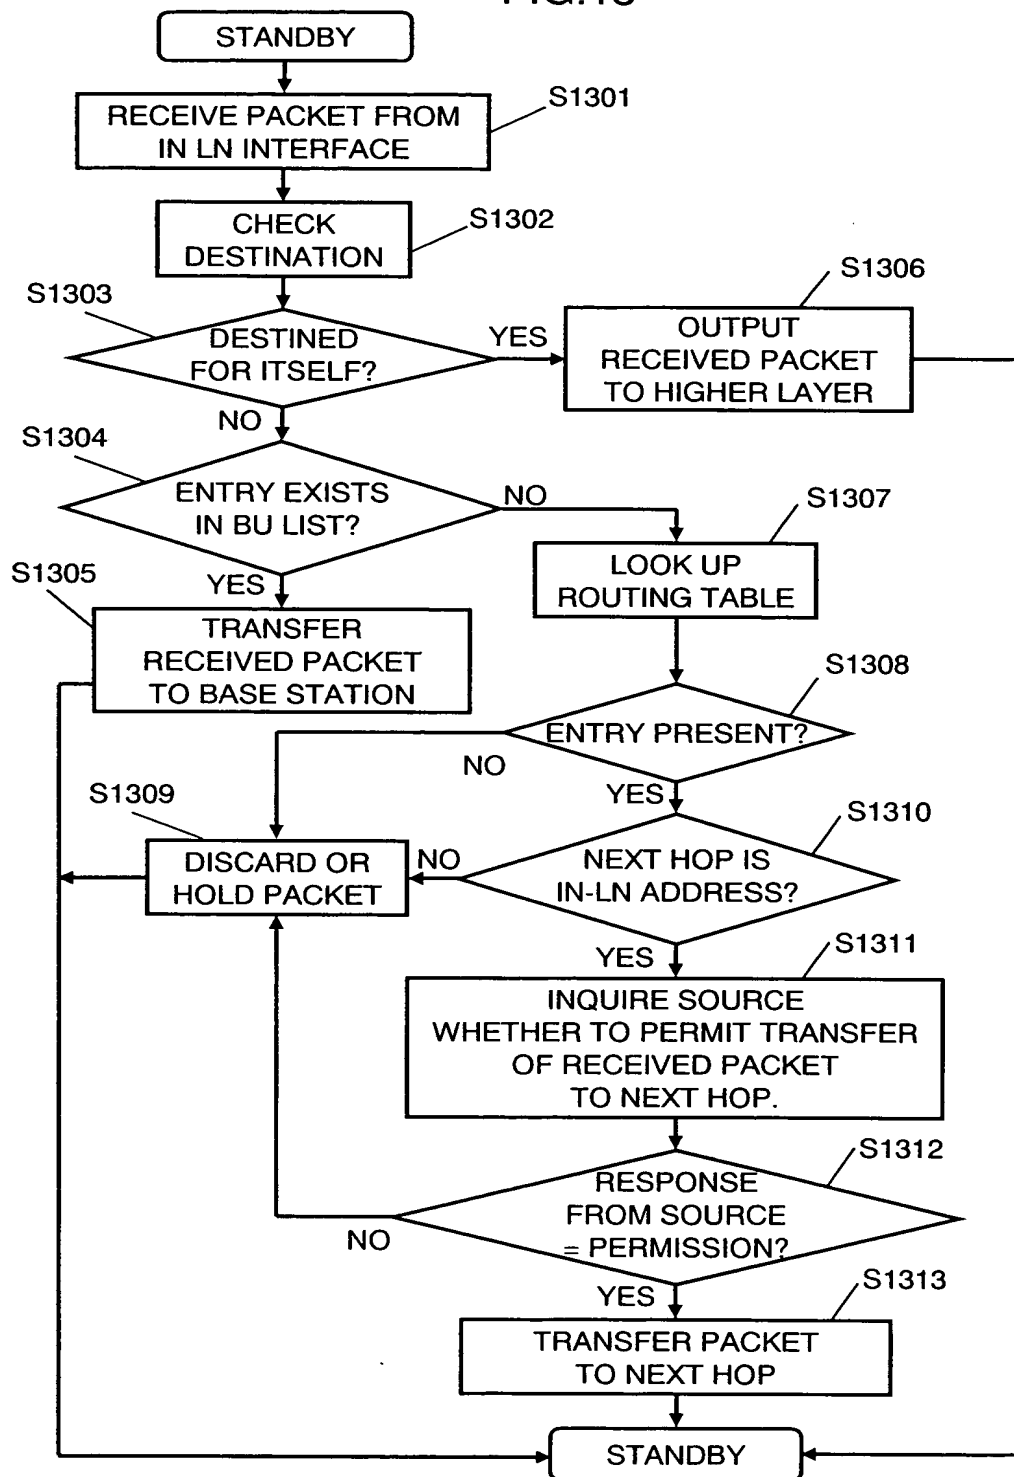 STANDBY
S1301
RECEIVE PACKET FROM
IN LN INTERFACE
S1302
CHECK
DESTINATION
S1303
DESTINED
FOR ITSELF?
YES
NO
S1306
OUTPUT
RECEIVED PACKET
TO HIGHER LAYER
S1304
ENTRY EXISTS
IN BU LIST?
NO
YES
S1307
LOOK UP
ROUTING TABLE
S1305
TRANSFER
RECEIVED PACKET
TO BASE STATION
S1308
ENTRY PRESENT?
NO
YES
S1309
DISCARD OR
HOLD PACKET
S1310
NEXT HOP IS
IN-LN ADDRESS?
NO
YES
S1311
INQUIRE SOURCE
WHETHER TO PERMIT TRANSFER
OF RECEIVED PACKET
TO NEXT HOP.
S1312
RESPONSE
FROM SOURCE
= PERMISSION?
NO
YES
S1313
TRANSFER PACKET
TO NEXT HOP
STANDBY